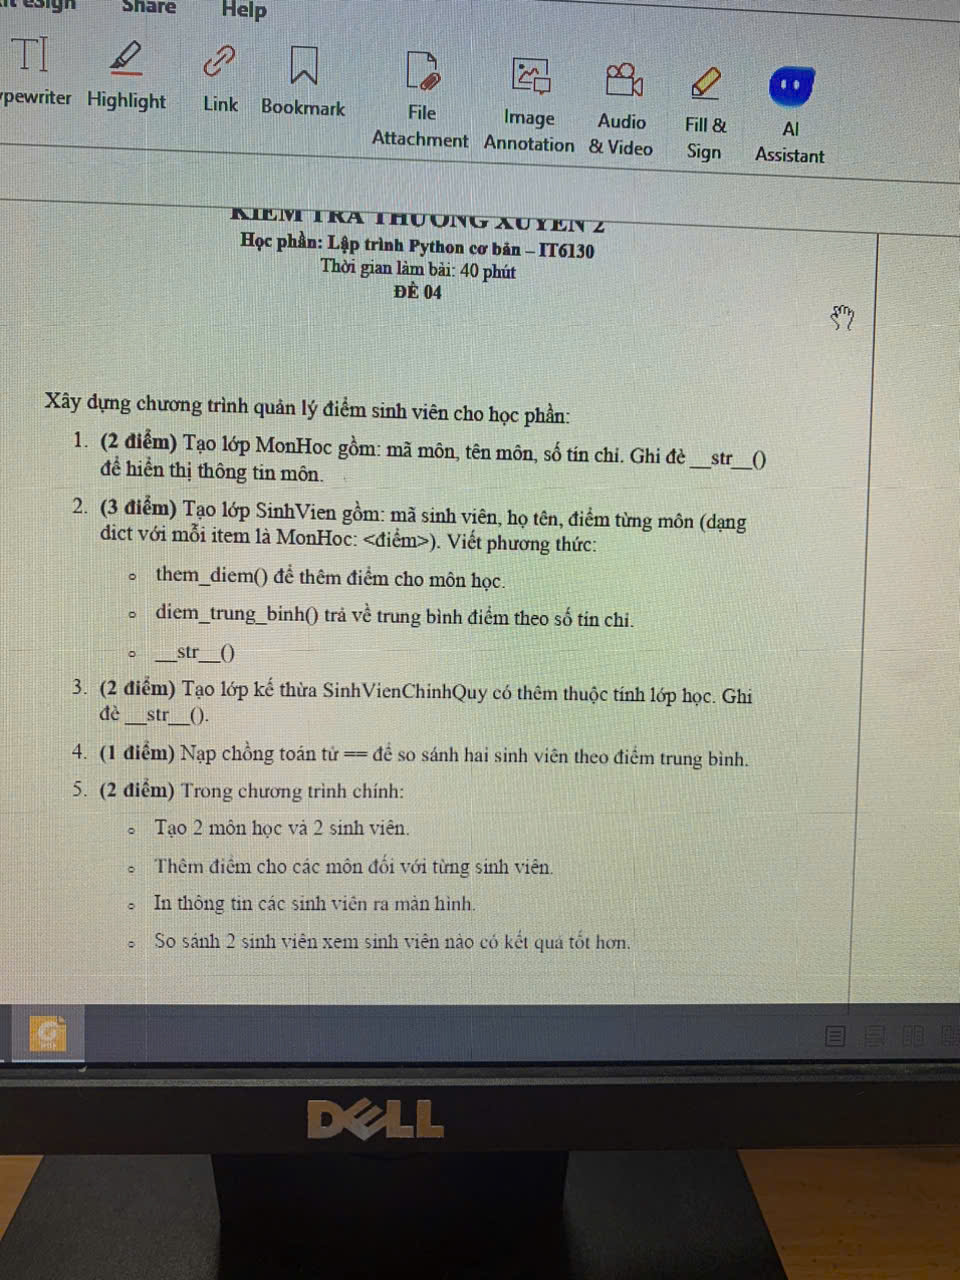 Share Help
Highlight Link Bookmark File Attachment Image Annotation Audio & Video Fill & Sign AI Assistant
KIỂM TRA THƯỜNG XUYÊN 2
Học phần: Lập trình Python cơ bản – IT6130
Thời gian làm bài: 40 phút
ĐỀ 04
Xây dựng chương trình quản lý điểm sinh viên cho học phần:
1. (2 điểm) Tạo lớp MonHoc gồm: mã môn, tên môn, số tín chỉ. Ghi đè __str__()
để hiển thị thông tin môn.
2. (3 điểm) Tạo lớp SinhVien gồm: mã sinh viên, họ tên, điểm từng môn (dạng
dict với mỗi item là MonHoc: <điểm>). Viết phương thức:
o them_diem() để thêm điểm cho môn học.
o diem_trung_binh() trả về trung bình điểm theo số tín chỉ.
o __str__()
3. (2 điểm) Tạo lớp kế thừa SinhVienChinhQuy có thêm thuộc tính lớp học. Ghi
đè __str__().
4. (1 điểm) Nạp chồng toán tử == để so sánh hai sinh viên theo điểm trung bình.
5. (2 điểm) Trong chương trình chính:
o Tạo 2 môn học và 2 sinh viên.
o Thêm điểm cho các môn đối với từng sinh viên.
o In thông tin các sinh viên ra màn hình.
o So sánh 2 sinh viên xem sinh viên nào có kết quả tốt hơn.
DELL